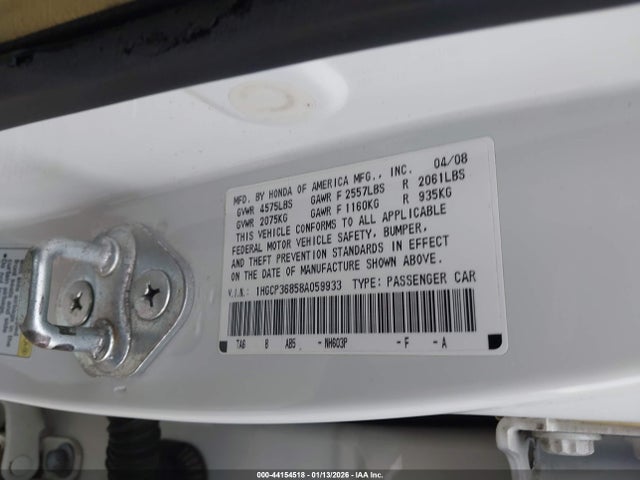 MFD. BY HONDA OF AMERICA MFG., INC. 04/08
GVWR 4575LBS GAWR F 2557LBS R 2061LBS
GVWR 2075KG GAWR F 1160KG R 935KG
THIS VEHICLE CONFORMS TO ALL APPLICABLE
FEDERAL MOTOR VEHICLE SAFETY, BUMPER,
AND THEFT PREVENTION STANDARDS IN EFFECT
ON THE DATE OF MANUFACTURE SHOWN ABOVE.
V.I.N.: 1HGCP36858A059933 TYPE: PASSENGER CAR
TA6 B AB5 -NH603P -F -A
000-44154518 - 01/13/2026 - IAA Inc.